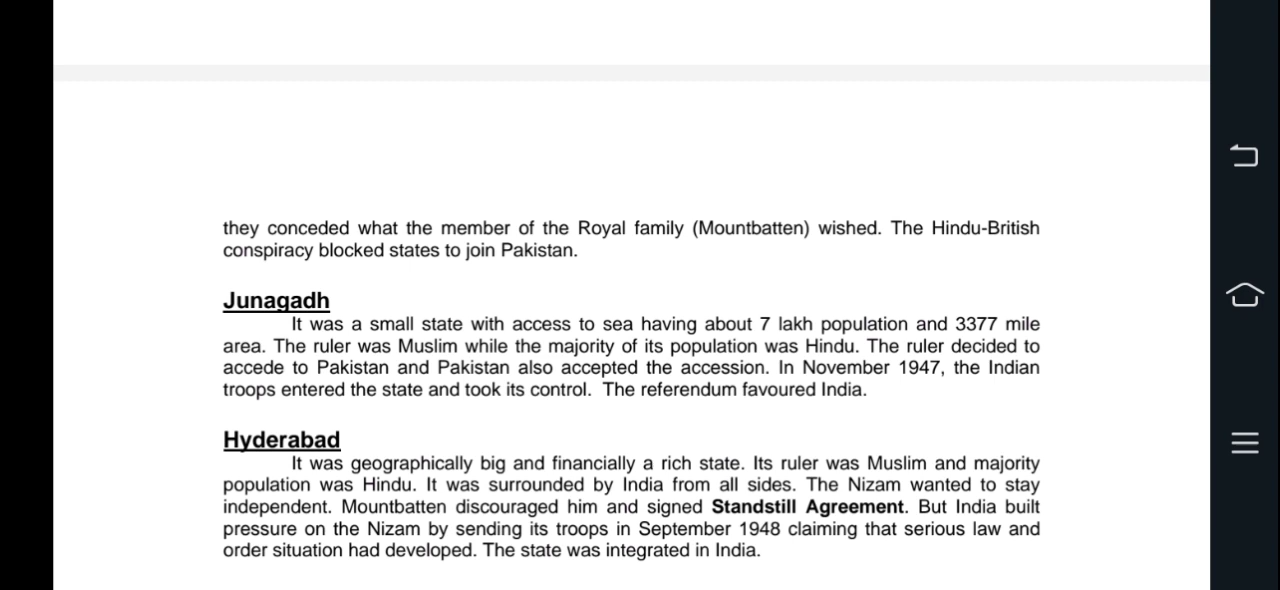 they conceded what the member of the Royal family (Mountbatten) wished. The Hindu-British
conspiracy blocked states to join Pakistan.
Junagadh
It was a small state with access to sea having about 7 lakh population and 3377 mile
area. The ruler was Muslim while the majority of its population was Hindu. The ruler decided to
accede to Pakistan and Pakistan also accepted the accession. In November 1947, the Indian
troops entered the state and took its control.  The referendum favoured India.
Hyderabad
It was geographically big and financially a rich state. Its ruler was Muslim and majority
population was Hindu. It was surrounded by India from all sides. The Nizam wanted to stay
independent. Mountbatten discouraged him and signed Standstill Agreement. But India built
pressure on the Nizam by sending its troops in September 1948 claiming that serious law and
order situation had developed. The state was integrated in India.